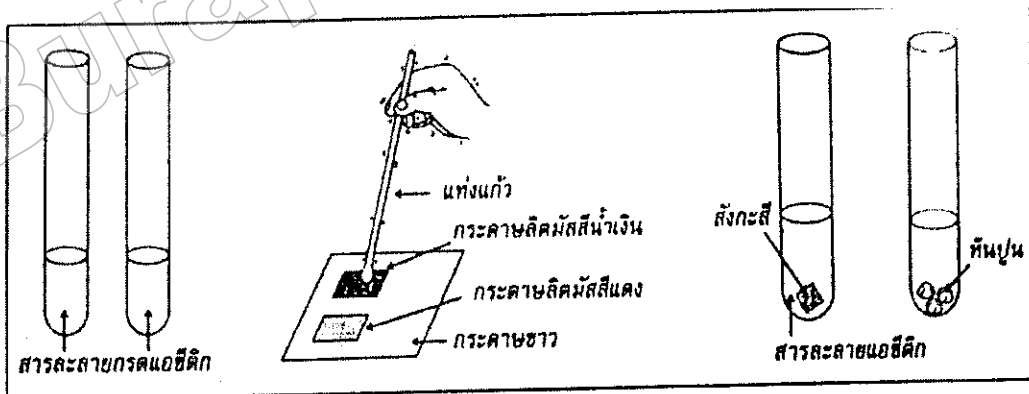 Bura
แท่งแก้ว
กระดาษลิตมัสสีน้ำเงิน
กระดาษลิตมัสสีแดง
กระดาษขาว
สารละลายกรดแอซีติก
สังกะสี
หินปูน
สารละลายแอซีติก